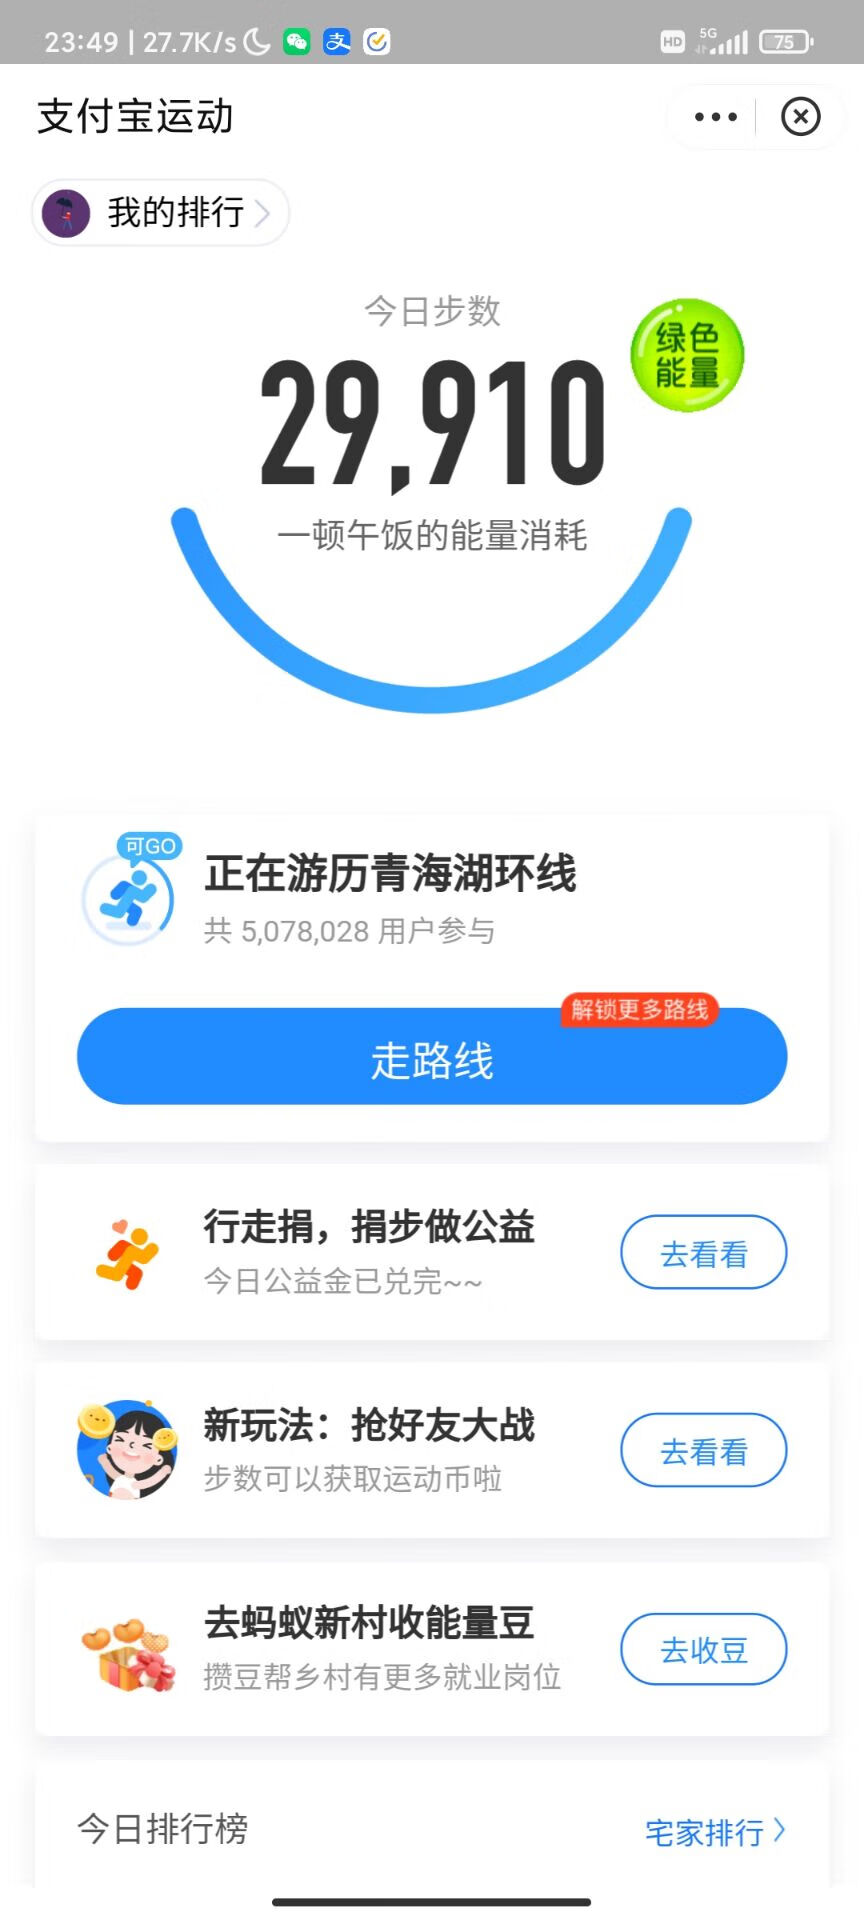 23:49 | 27.7K/s
HD 5G 75
支付宝运动
我的排行
今日步数
绿色
能量
29,910
一顿午饭的能量消耗
可GO
正在游历青海湖环线
共 5,078,028 用户参与
解锁更多路线
走路线
行走捐，捐步做公益
今日公益金已兑完~~
去看看
新玩法：抢好友大战
步数可以获取运动币啦
去看看
去蚂蚁新村收能量豆
攒豆帮乡村有更多就业岗位
去收豆
今日排行榜
宅家排行